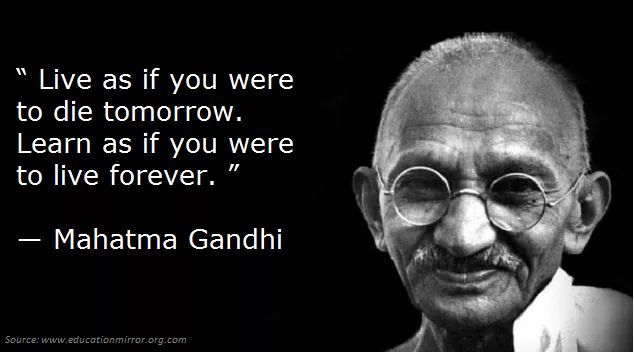 “ Live as if you were
to die tomorrow.
Learn as if you were
to live forever. ”
— Mahatma Gandhi
Source: www.educationmirror.org.com